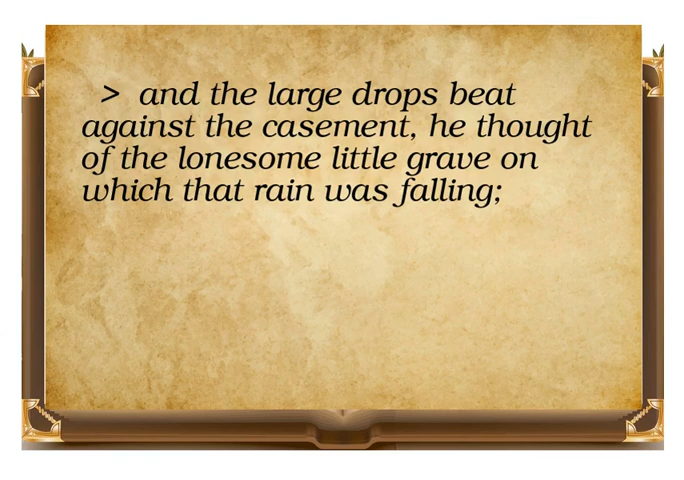 > and the large drops beat
against the casement, he thought
of the lonesome little grave on
which that rain was falling;